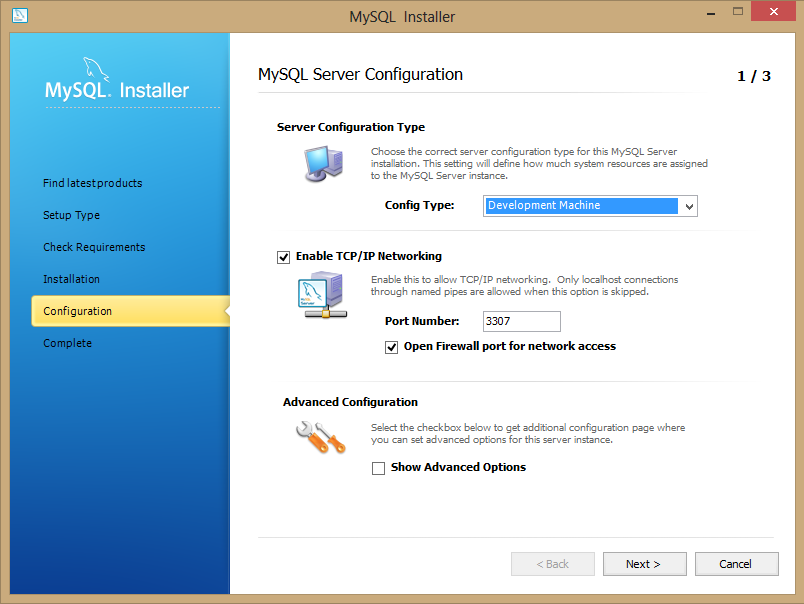 MySQL Installer
MySQL. Installer
Find latest products
Setup Type
Check Requirements
Installation
Configuration
Complete
MySQL Server Configuration
1 / 3
Server Configuration Type
Choose the correct server configuration type for this MySQL Server
installation. This setting will define how much system resources are assigned
to the MySQL Server instance.
Config Type:
Development Machine
Enable TCP/IP Networking
Enable this to allow TCP/IP networking. Only localhost connections
through named pipes are allowed when this option is skipped.
Port Number:
3307
Open Firewall port for network access
Advanced Configuration
Select the checkbox below to get additional configuration page where
you can set advanced options for this server instance.
Show Advanced Options
< Back
Next >
Cancel